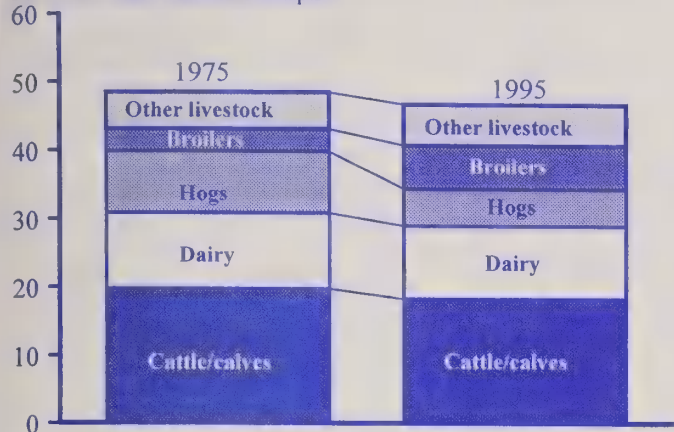 60
50
40
30
20
10
0
1975
Other livestock
Broilers
Hogs
Dairy
Cattle/calves
1995
Other livestock
Broilers
Hogs
Dairy
Cattle/calves